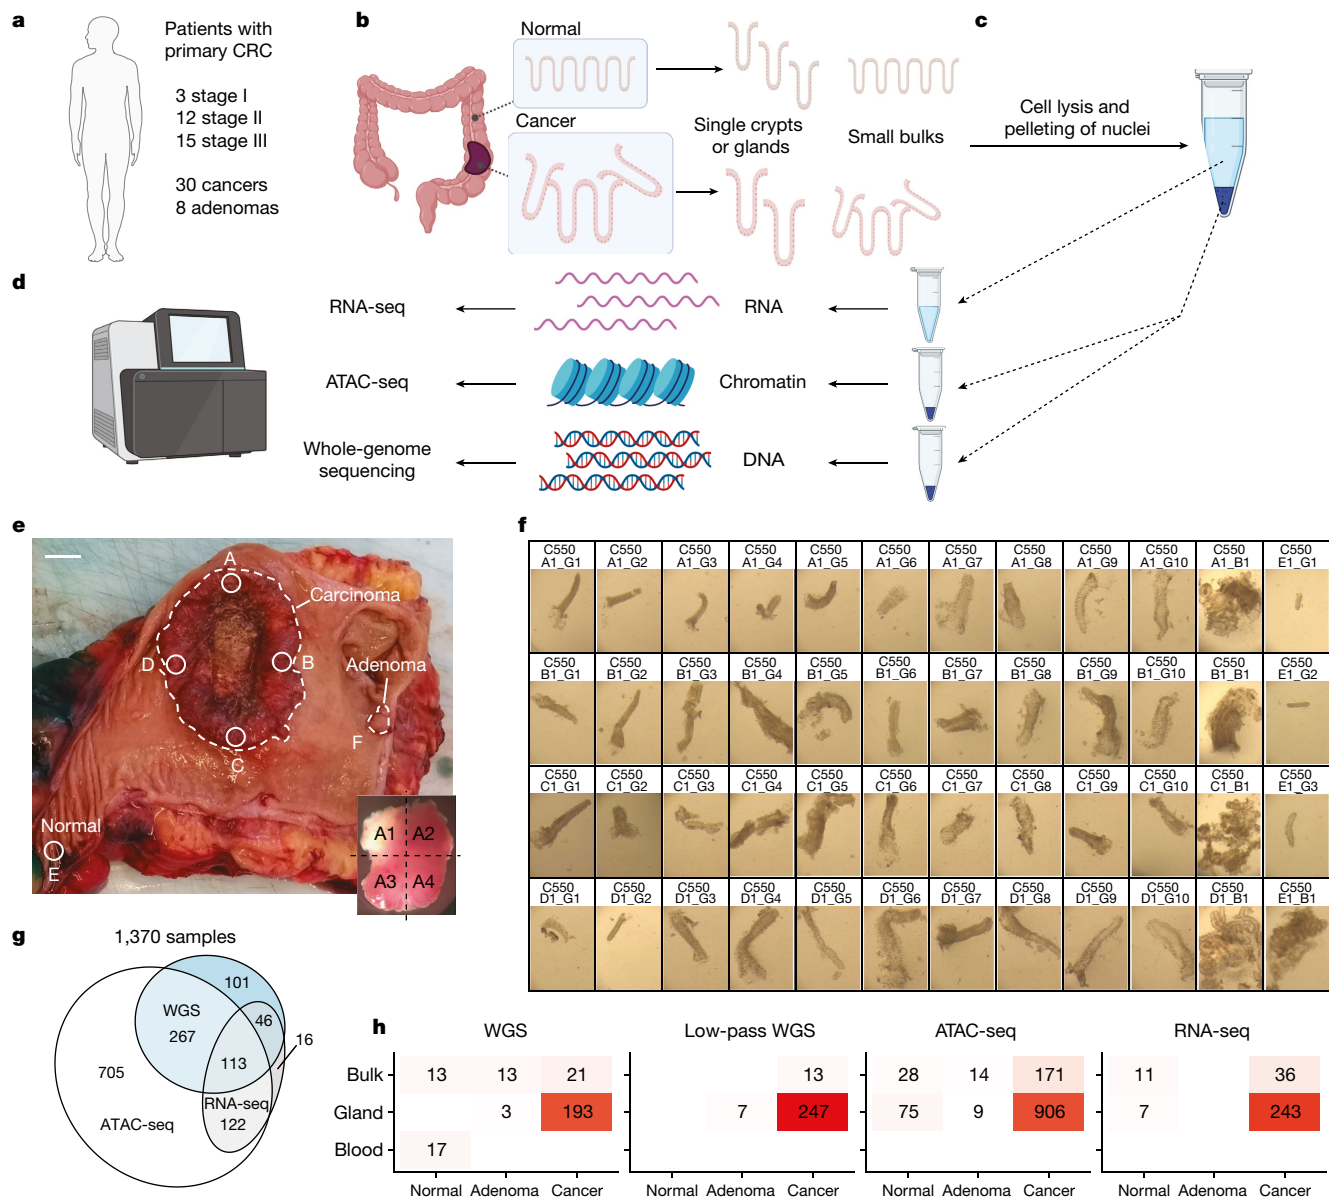 a
Patients with
primary CRC
3 stage I
12 stage II
15 stage III
30 cancers
8 adenomas
b
Normal
Cancer
Single crypts
or glands
Small bulks
c
Cell lysis and
pelleting of nuclei
d
RNA-seq
RNA
ATAC-seq
Chromatin
Whole-genome
sequencing
DNA
e
A
Carcinoma
D
B
Adenoma
C
F
Normal
E
A1 A2
A3 A4
f
C550 C550 C550 C550 C550 C550 C550 C550 C550 C550 C550 C550
A1_G1 A1_G2 A1_G3 A1_G4 A1_G5 A1_G6 A1_G7 A1_G8 A1_G9 A1_G10 A1_B1 E1_G1
C550 C550 C550 C550 C550 C550 C550 C550 C550 C550 C550 C550
B1_G1 B1_G2 B1_G3 B1_G4 B1_G5 B1_G6 B1_G7 B1_G8 B1_G9 B1_G10 B1_B1 E1_G2
C550 C550 C550 C550 C550 C550 C550 C550 C550 C550 C550 C550
C1_G1 C1_G2 C1_G3 C1_G4 C1_G5 C1_G6 C1_G7 C1_G8 C1_G9 C1_G10 C1_B1 E1_G3
C550 C550 C550 C550 C550 C550 C550 C550 C550 C550 C550 C550
D1_G1 D1_G2 D1_G3 D1_G4 D1_G5 D1_G6 D1_G7 D1_G8 D1_G9 D1_G10 D1_B1 E1_B1
g
1,370 samples
101
WGS
267
46
16
113
705
RNA-seq
122
ATAC-seq
h
WGS Low-pass WGS ATAC-seq RNA-seq
Bulk 13 13 21 13 28 14 171 11 36
Gland 3 193 7 247 75 9 906 7 243
Blood 17
Normal Adenoma Cancer Normal Adenoma Cancer Normal Adenoma Cancer Normal Adenoma Cancer